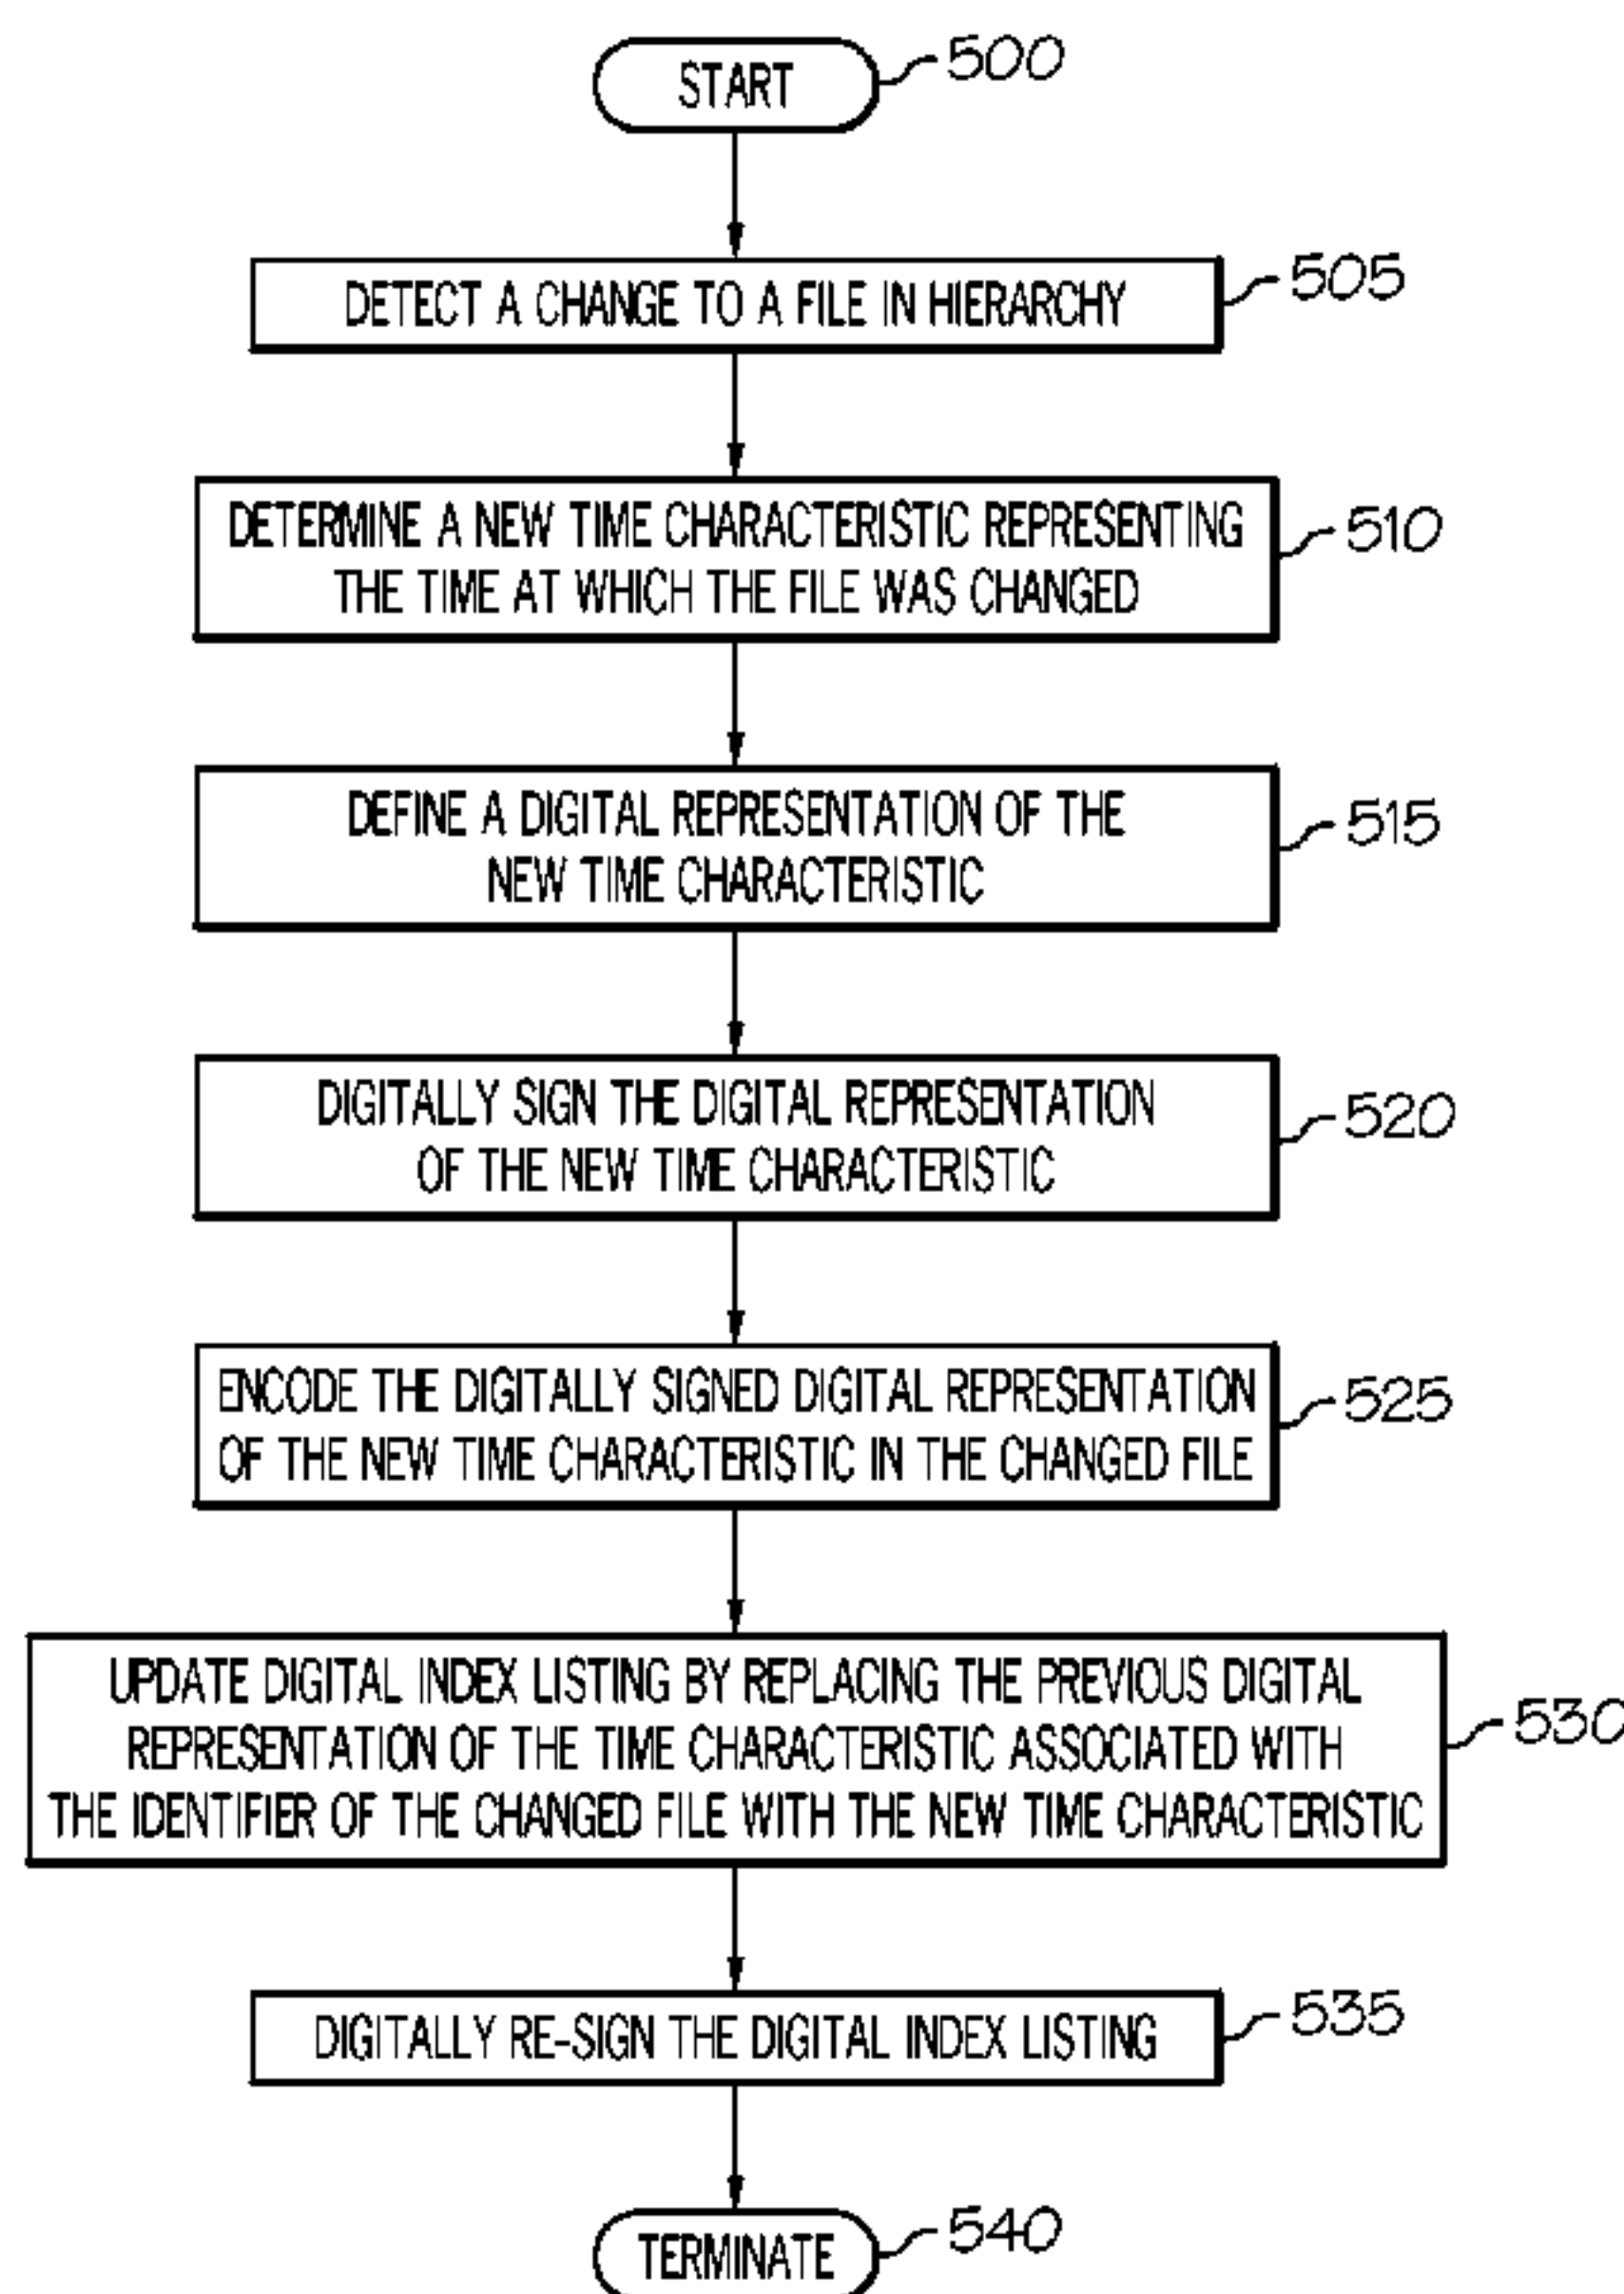 START
500
DETECT A CHANGE TO A FILE IN HIERARCHY
505
DETERMINE A NEW TIME CHARACTERISTIC REPRESENTING
THE TIME AT WHICH THE FILE WAS CHANGED
510
DEFINE A DIGITAL REPRESENTATION OF THE
NEW TIME CHARACTERISTIC
515
DIGITALLY SIGN THE DIGITAL REPRESENTATION
OF THE NEW TIME CHARACTERISTIC
520
ENCODE THE DIGITALLY SIGNED DIGITAL REPRESENTATION
OF THE NEW TIME CHARACTERISTIC IN THE CHANGED FILE
525
UPDATE DIGITAL INDEX LISTING BY REPLACING THE PREVIOUS DIGITAL
REPRESENTATION OF THE TIME CHARACTERISTIC ASSOCIATED WITH
THE IDENTIFIER OF THE CHANGED FILE WITH THE NEW TIME CHARACTERISTIC
530
DIGITALLY RE-SIGN THE DIGITAL INDEX LISTING
535
TERMINATE
540